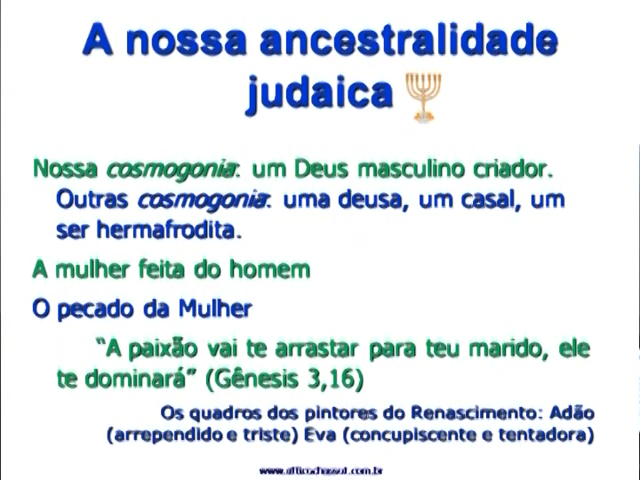 A nossa ancestralidade
judaica
Nossa cosmogonia: um Deus masculino criador.
Outras cosmogonia: uma deusa, um casal, um
ser hermafrodita.
A mulher feita do homem
O pecado da Mulher
“A paixão vai te arrastar para teu marido, ele
te dominará” (Gênesis 3,16)
Os quadros dos pintores do Renascimento: Adão
(arrependido e triste) Eva (concupiscente e tentadora)